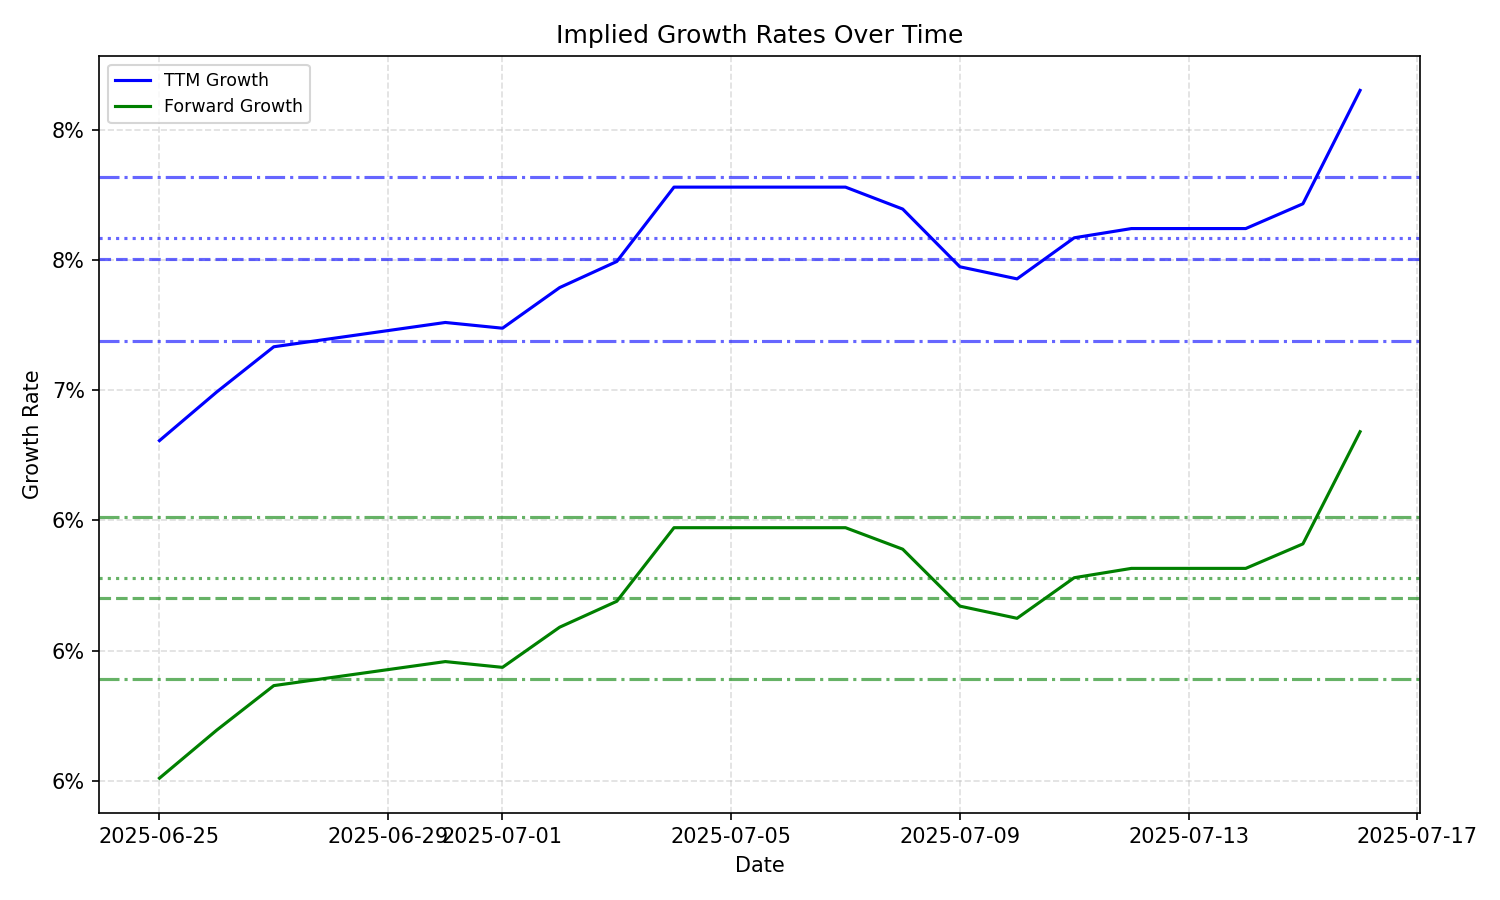 Implied Growth Rates Over Time
TTM Growth
Forward Growth
8%
8%
7%
6%
6%
6%
Growth Rate
2025-06-25
2025-06-29
2025-07-01
2025-07-05
2025-07-09
2025-07-13
2025-07-17
Date